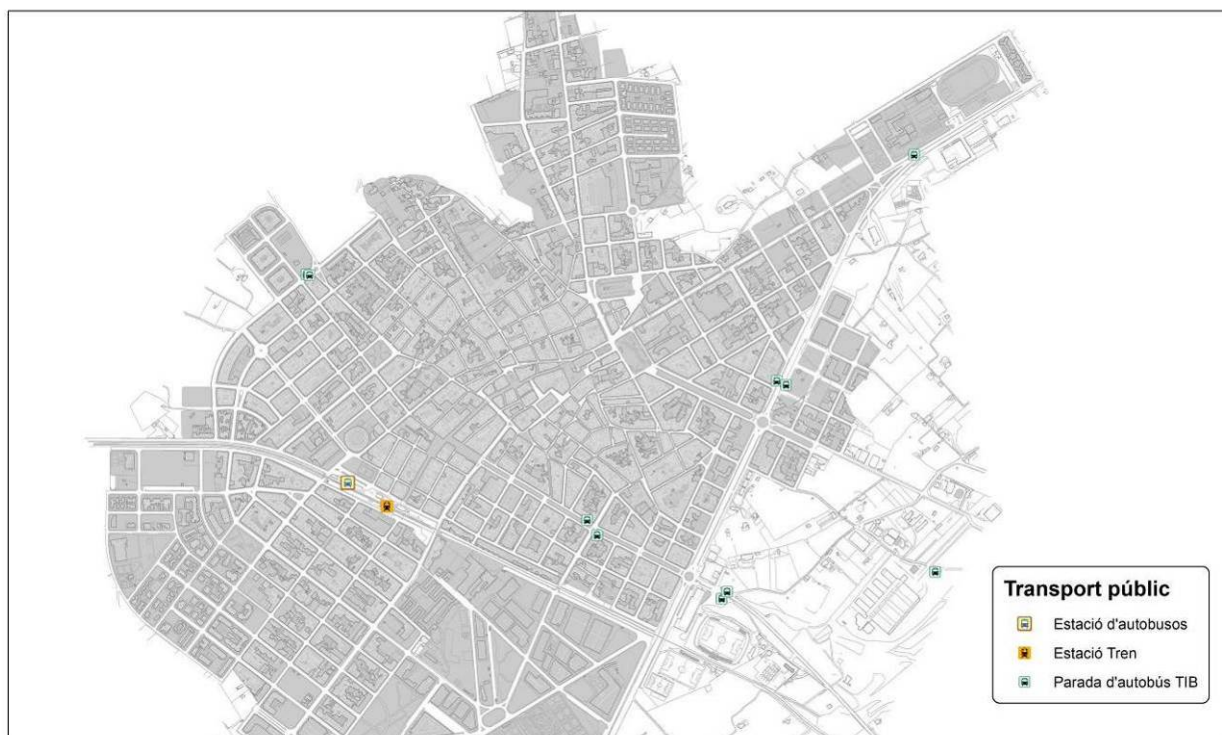 Transport públic
Estació d'autobusos
Estació Tren
Parada d'autobús TIB